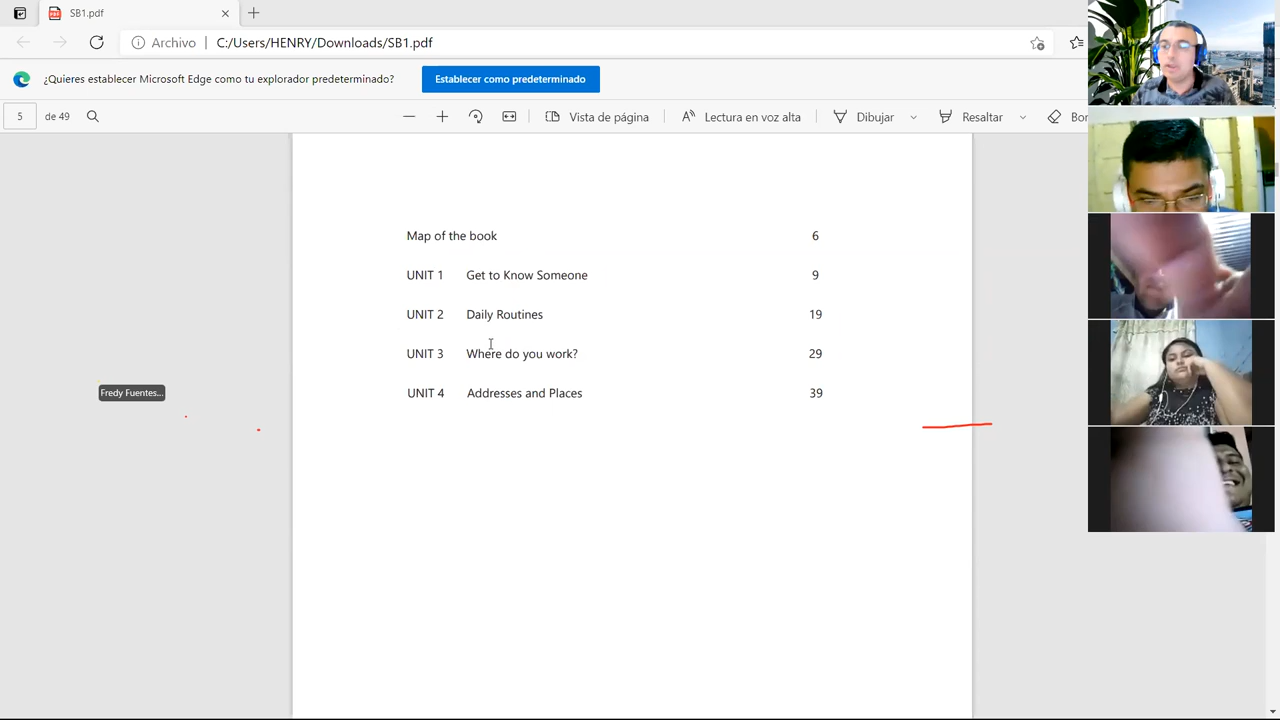 SB1.pdf
Archivo C:/Users/HENRY/Downloads/SB1.pdf
¿Quieres establecer Microsoft Edge como tu explorador predeterminado? Establecer como predeterminado
5 de 49 Vista de página Lectura en voz alta Dibujar Resaltar Bor
Map of the book 6
UNIT 1 Get to Know Someone 9
UNIT 2 Daily Routines 19
UNIT 3 Where do you work? 29
UNIT 4 Addresses and Places 39
Fredy Fuentes...